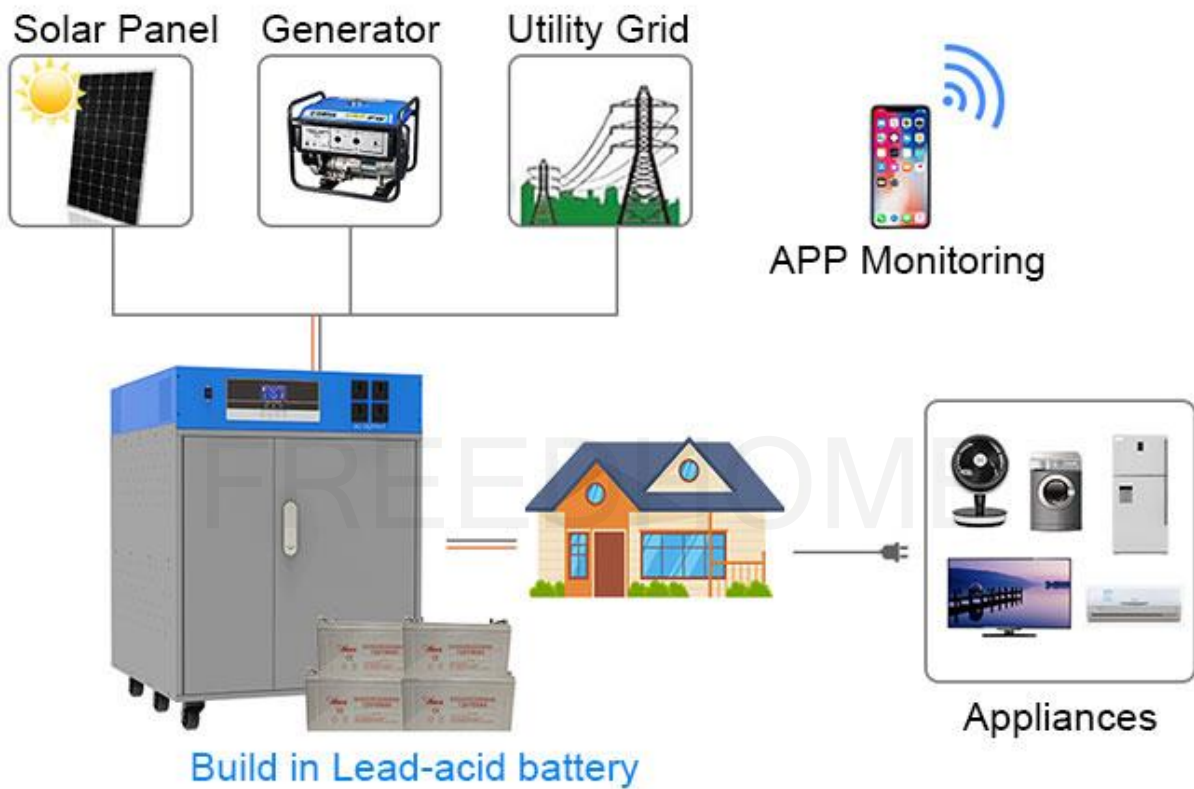 Solar Panel
Generator
Utility Grid
APP Monitoring
FREEDHOME
Appliances
Build in Lead-acid battery